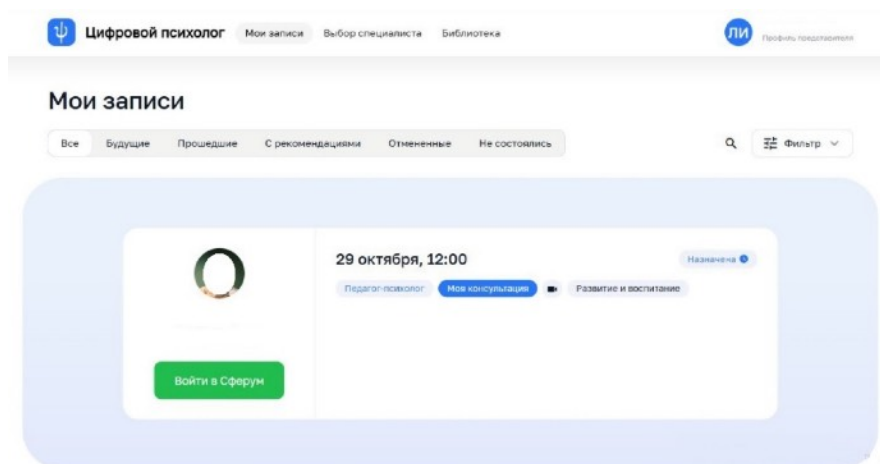 Цифровой психолог Мои записи Выбор специалиста Библиотека ЛИ Профиль представителя
Мои записи
Все Будущие Прошедшие С рекомендациями Отмененные Не состоялись Фильтр
29 октября, 12:00 Назначена
Педагог-психолог Моя консультация Развитие и воспитание
Войти в Сферум